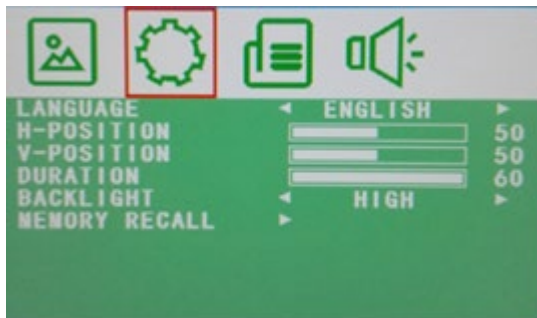 LANGUAGE ENGLISH
H-POSITION 50
V-POSITION 50
DURATION 60
BACKLIGHT HIGH
MEMORY RECALL